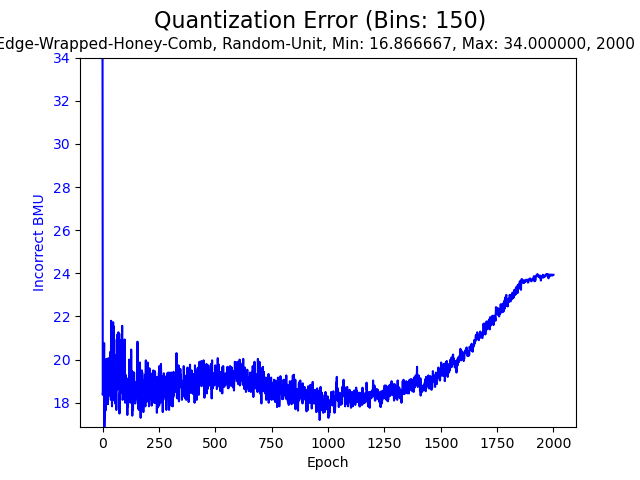 Quantization Error (Bins: 150)
Edge-Wrapped-Honey-Comb, Random-Unit, Min: 16.866667, Max: 34.000000, 2000
34
32
30
28
26
24
22
20
18
Incorrect BMU
0 250 500 750 1000 1250 1500 1750 2000
Epoch